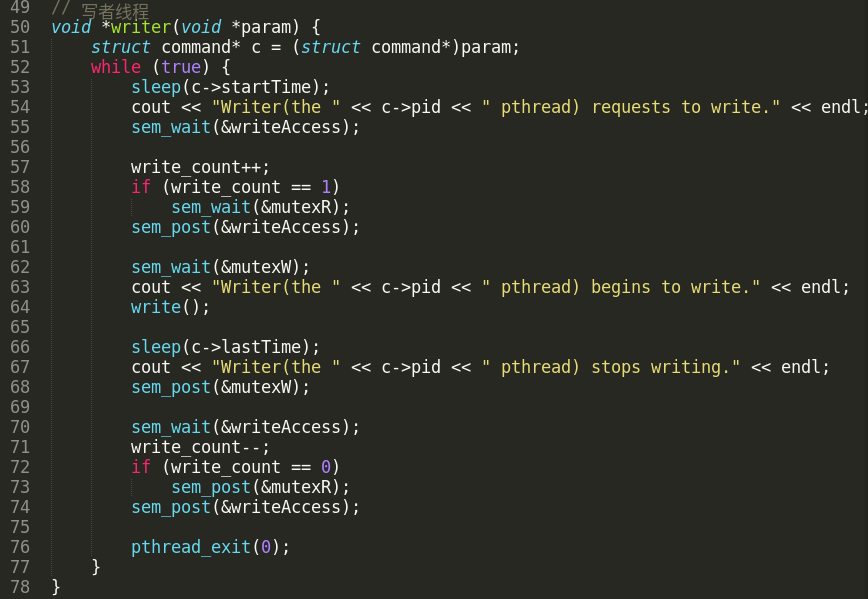 49 // 写者线程
50 void *writer(void *param) {
51     struct command* c = (struct command*)param;
52     while (true) {
53         sleep(c->startTime);
54         cout << "Writer(the " << c->pid << " pthread) requests to write." << endl;
55         sem_wait(&writeAccess);
56
57         write_count++;
58         if (write_count == 1)
59             sem_wait(&mutexR);
60         sem_post(&writeAccess);
61
62         sem_wait(&mutexW);
63         cout << "Writer(the " << c->pid << " pthread) begins to write." << endl;
64         write();
65
66         sleep(c->lastTime);
67         cout << "Writer(the " << c->pid << " pthread) stops writing." << endl;
68         sem_post(&mutexW);
69
70         sem_wait(&writeAccess);
71         write_count--;
72         if (write_count == 0)
73             sem_post(&mutexR);
74         sem_post(&writeAccess);
75
76         pthread_exit(0);
77     }
78 }